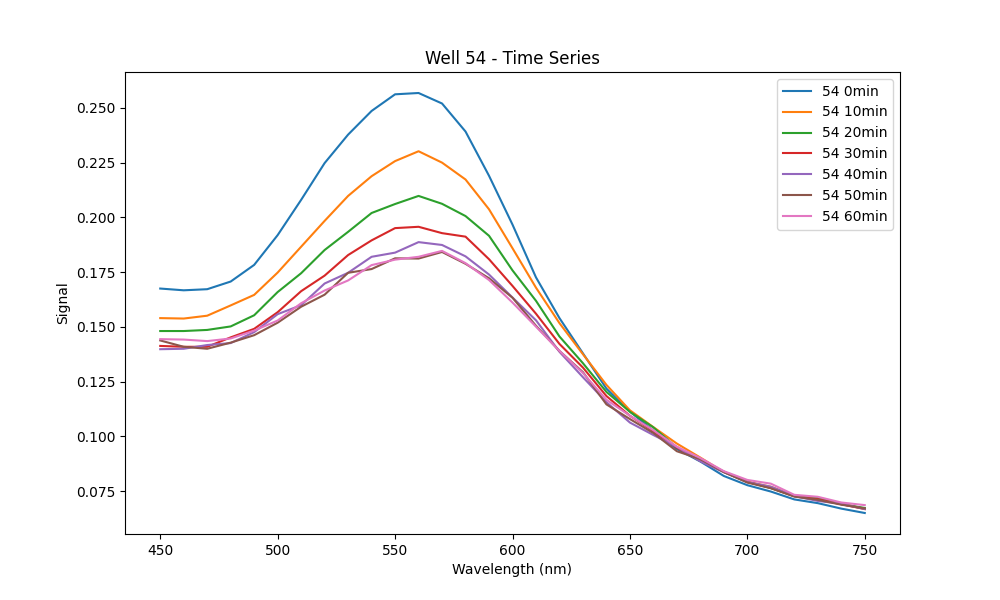 Well 54 - Time Series
Signal
0.250
0.225
0.200
0.175
0.150
0.125
0.100
0.075
54 0min
54 10min
54 20min
54 30min
54 40min
54 50min
54 60min
450 500 550 600 650 700 750
Wavelength (nm)